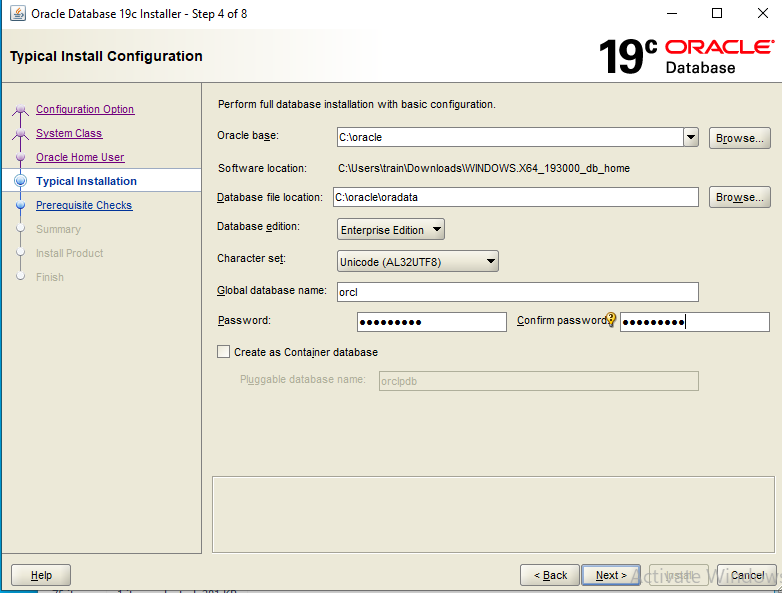 Oracle Database 19c Installer - Step 4 of 8
Typical Install Configuration
19c ORACLE
Database
Configuration Option
System Class
Oracle Home User
Typical Installation
Prerequisite Checks
Summary
Install Product
Finish
Perform full database installation with basic configuration.
Oracle base: C:\oracle Browse...
Software location: C:\Users\train\Downloads\WINDOWS.X64_193000_db_home
Database file location: C:\oracle\oradata Browse...
Database edition: Enterprise Edition
Character set: Unicode (AL32UTF8)
Global database name: orcl
Password: ●●●●●●●●● Confirm password: ●●●●●●●●●
Create as Container database
Pluggable database name: orclpdb
Help < Back Next > Install Cancel
Activate Windows